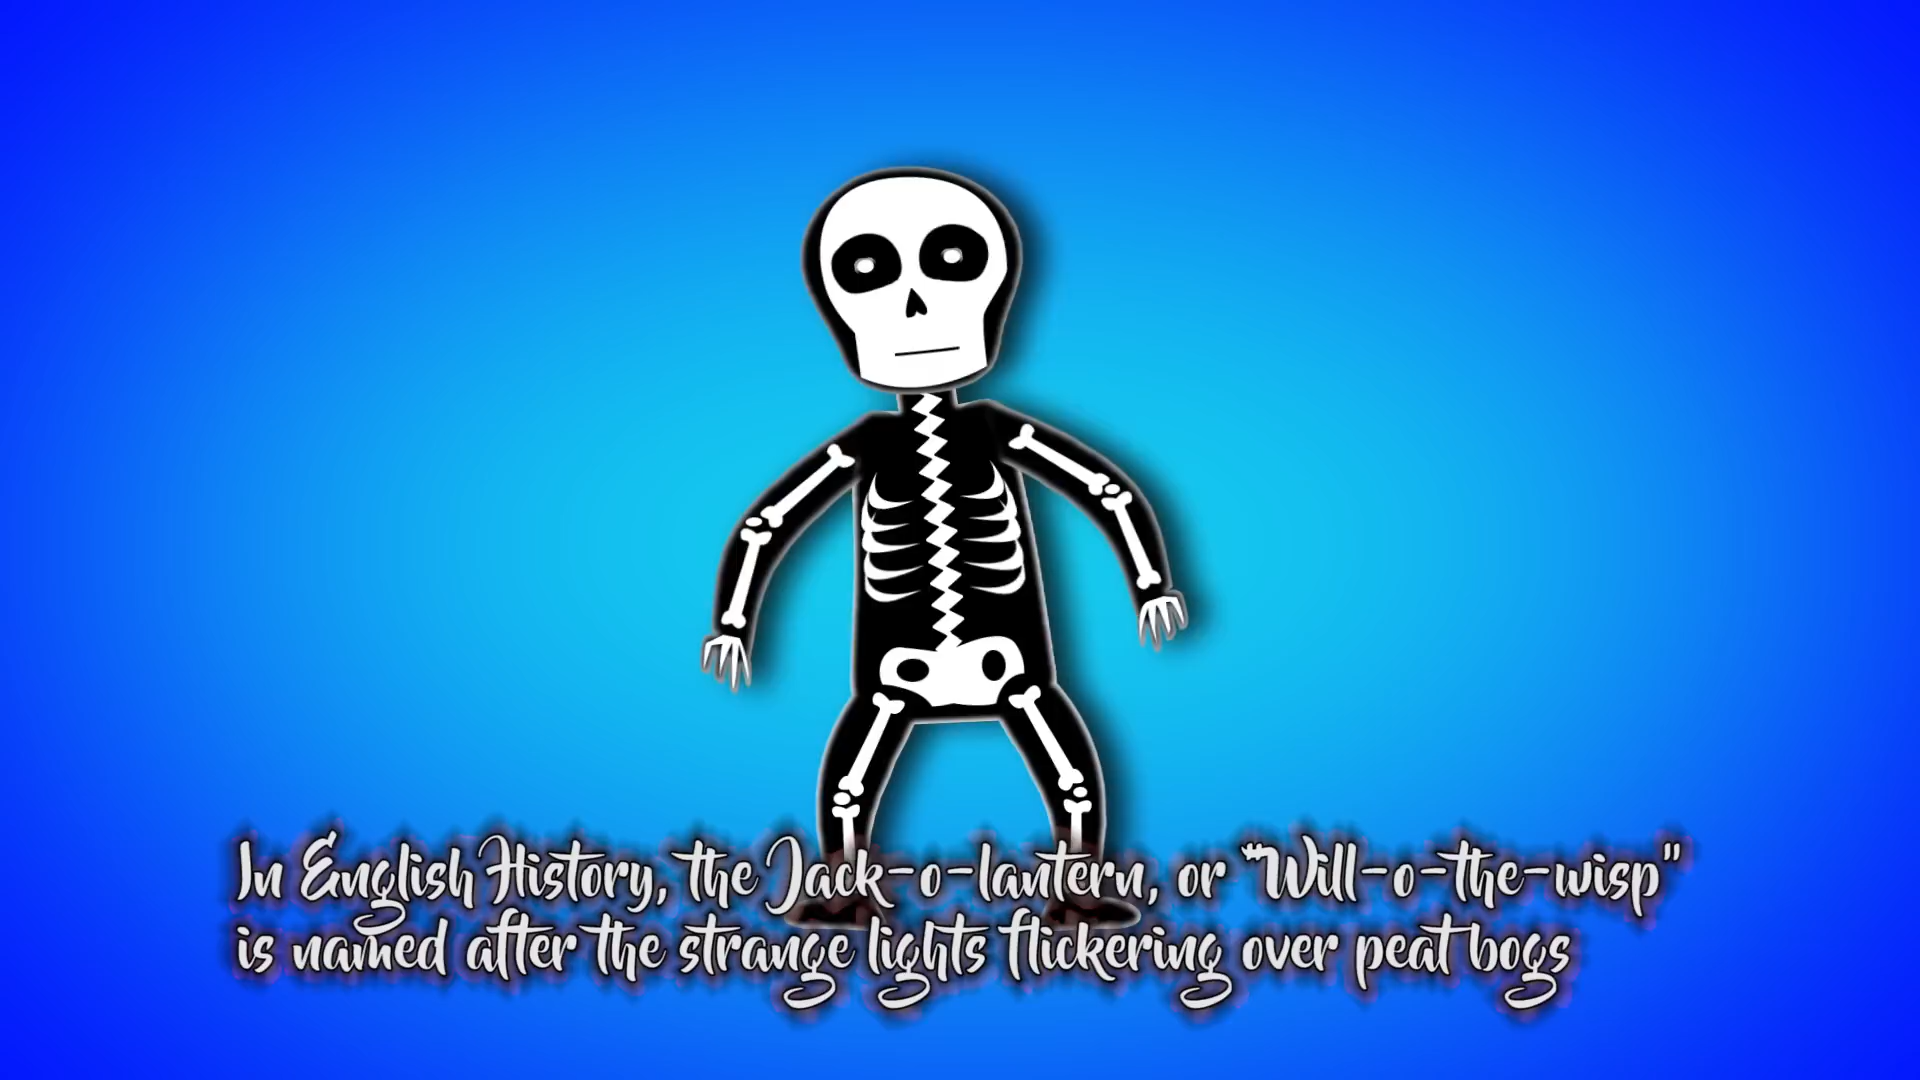 In English History, the Jack-o-lantern, or "Will-o-the-wisp"
is named after the strange lights flickering over peat bogs